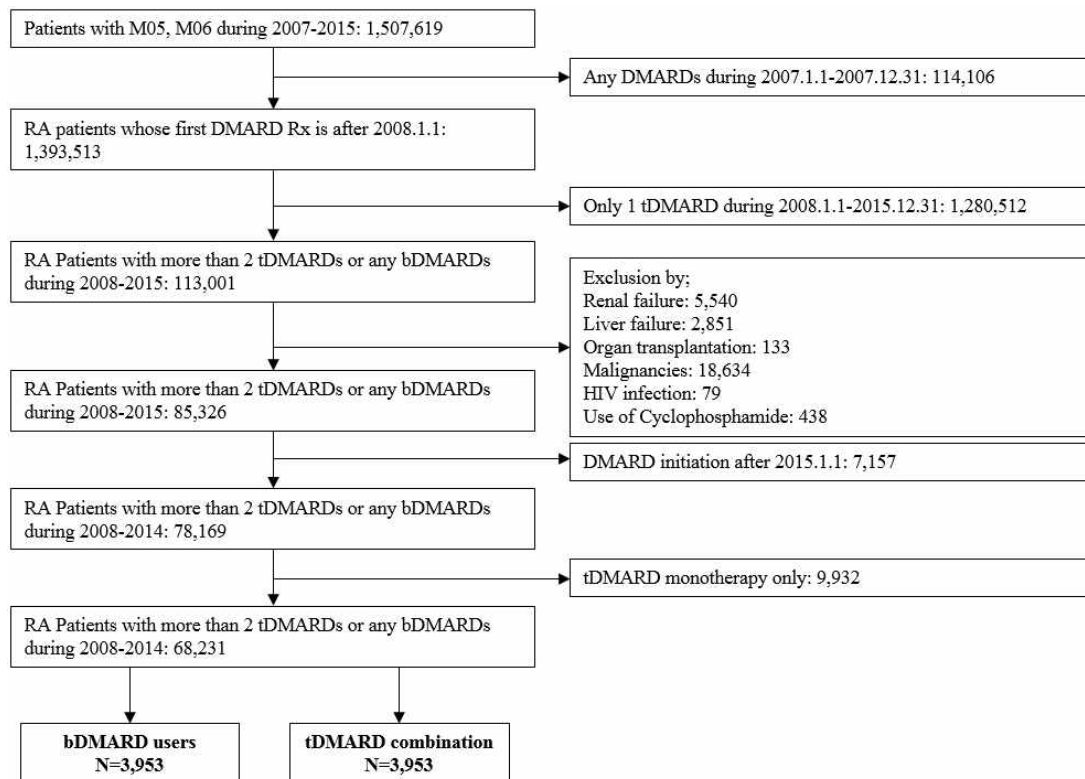 Patients with M05, M06 during 2007-2015: 1,507,619
Any DMARDs during 2007.1.1-2007.12.31: 114,106
RA patients whose first DMARD Rx is after 2008.1.1:
1,393,513
Only 1 tDMARD during 2008.1.1-2015.12.31: 1,280,512
RA Patients with more than 2 tDMARDs or any bDMARDs
during 2008-2015: 113,001
Exclusion by;
Renal failure: 5,540
Liver failure: 2,851
Organ transplantation: 133
Malignancies: 18,634
HIV infection: 79
Use of Cyclophosphamide: 438
RA Patients with more than 2 tDMARDs or any bDMARDs
during 2008-2015: 85,326
DMARD initiation after 2015.1.1: 7,157
RA Patients with more than 2 tDMARDs or any bDMARDs
during 2008-2014: 78,169
tDMARD monotherapy only: 9,932
RA Patients with more than 2 tDMARDs or any bDMARDs
during 2008-2014: 68,231
bDMARD users
N=3,953
tDMARD combination
N=3,953